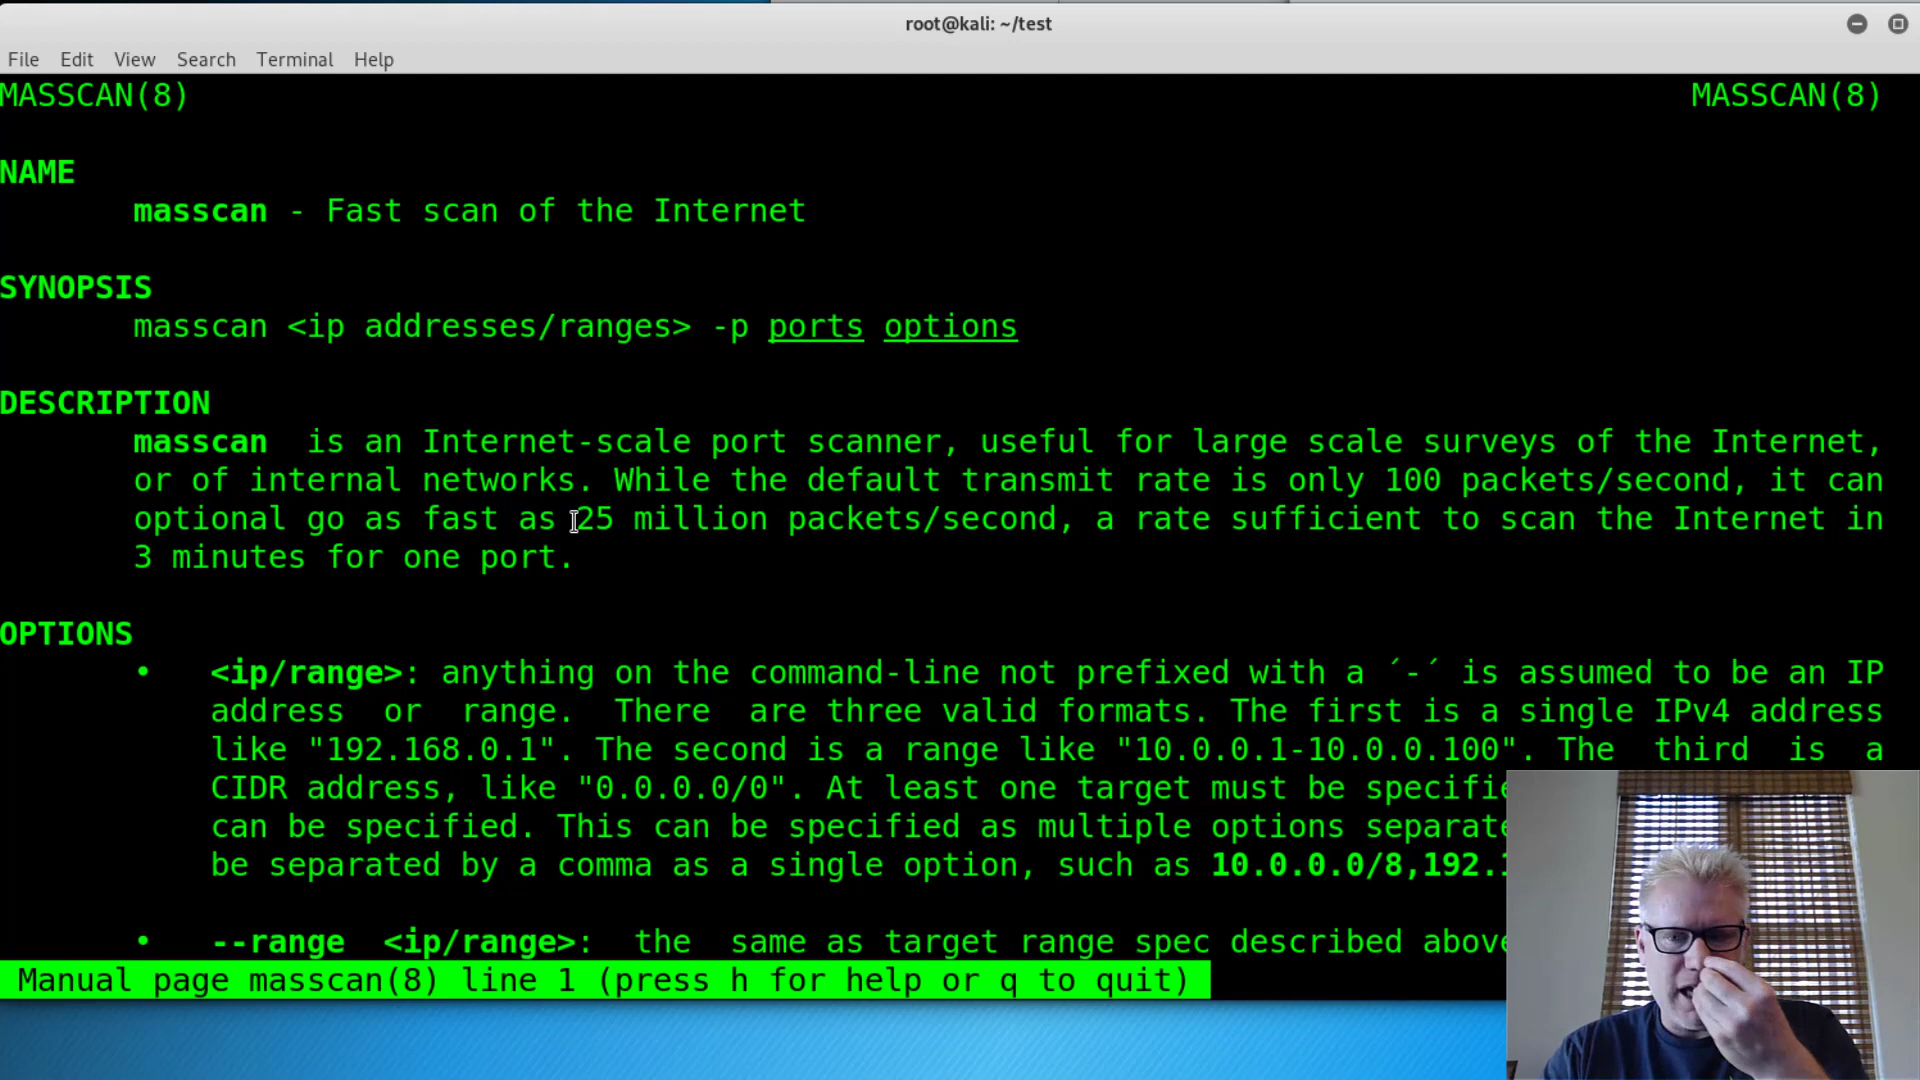 root@kali: ~/test
File Edit View Search Terminal Help
MASSCAN(8) MASSCAN(8)
NAME
masscan - Fast scan of the Internet
SYNOPSIS
masscan <ip addresses/ranges> -p ports options
DESCRIPTION
masscan is an Internet-scale port scanner, useful for large scale surveys of the Internet,
or of internal networks. While the default transmit rate is only 100 packets/second, it can
optional go as fast as 25 million packets/second, a rate sufficient to scan the Internet in
3 minutes for one port.
OPTIONS
• <ip/range>: anything on the command-line not prefixed with a ´-´ is assumed to be an IP
address or range. There are three valid formats. The first is a single IPv4 address
like "192.168.0.1". The second is a range like "10.0.0.1-10.0.0.100". The third is a
CIDR address, like "0.0.0.0/0". At least one target must be
can be specified. This can be specified as multiple options
be separated by a comma as a single option, such as 10.0.0.0/8,192.
• --range <ip/range>: the same as target range spec described above
Manual page masscan(8) line 1 (press h for help or q to quit)